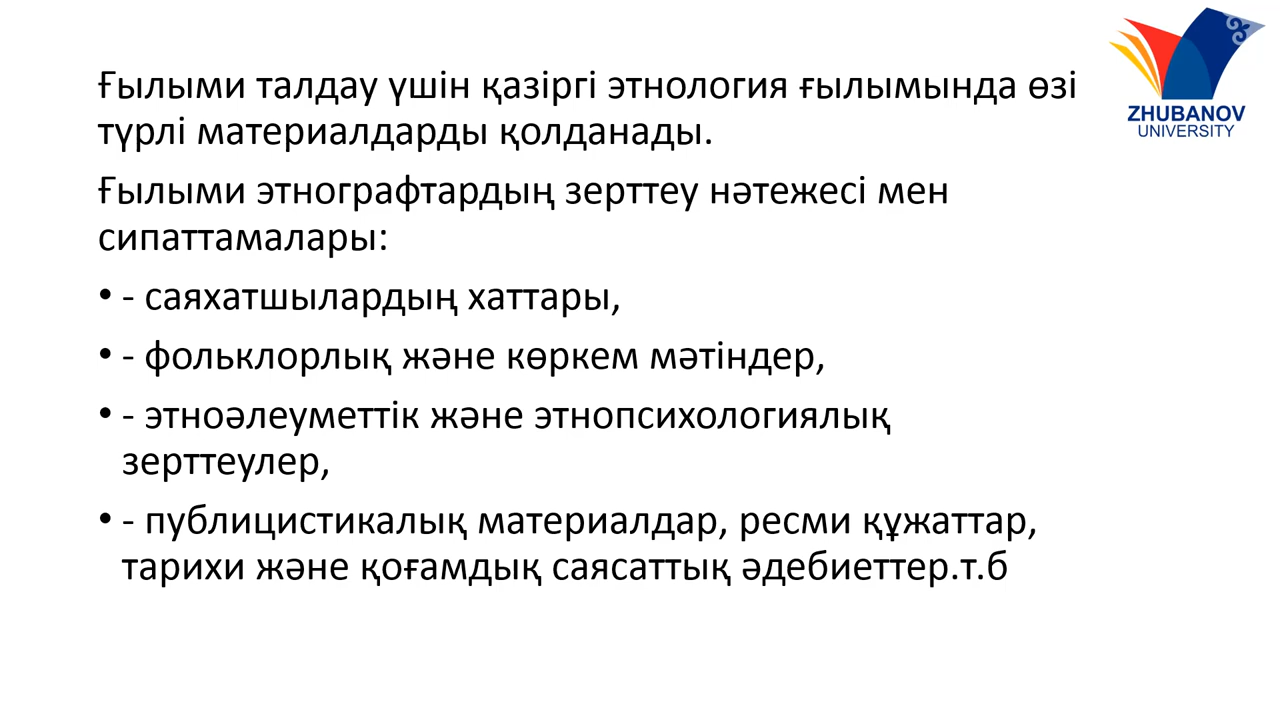 Ғылыми талдау үшін қазіргі этнология ғылымында өзі
түрлі материалдарды қолданады.
Ғылыми этнографтардың зерттеу нәтежесі мен
сипаттамалары:
• - саяхатшылардың хаттары,
• - фольклорлық және көркем мәтіндер,
• - этноәлеуметтік және этнопсихологиялық
зерттеулер,
• - публицистикалық материалдар, ресми құжаттар,
тарихи және қоғамдық саясаттық әдебиеттер.т.б
ZHUBANOV
UNIVERSITY